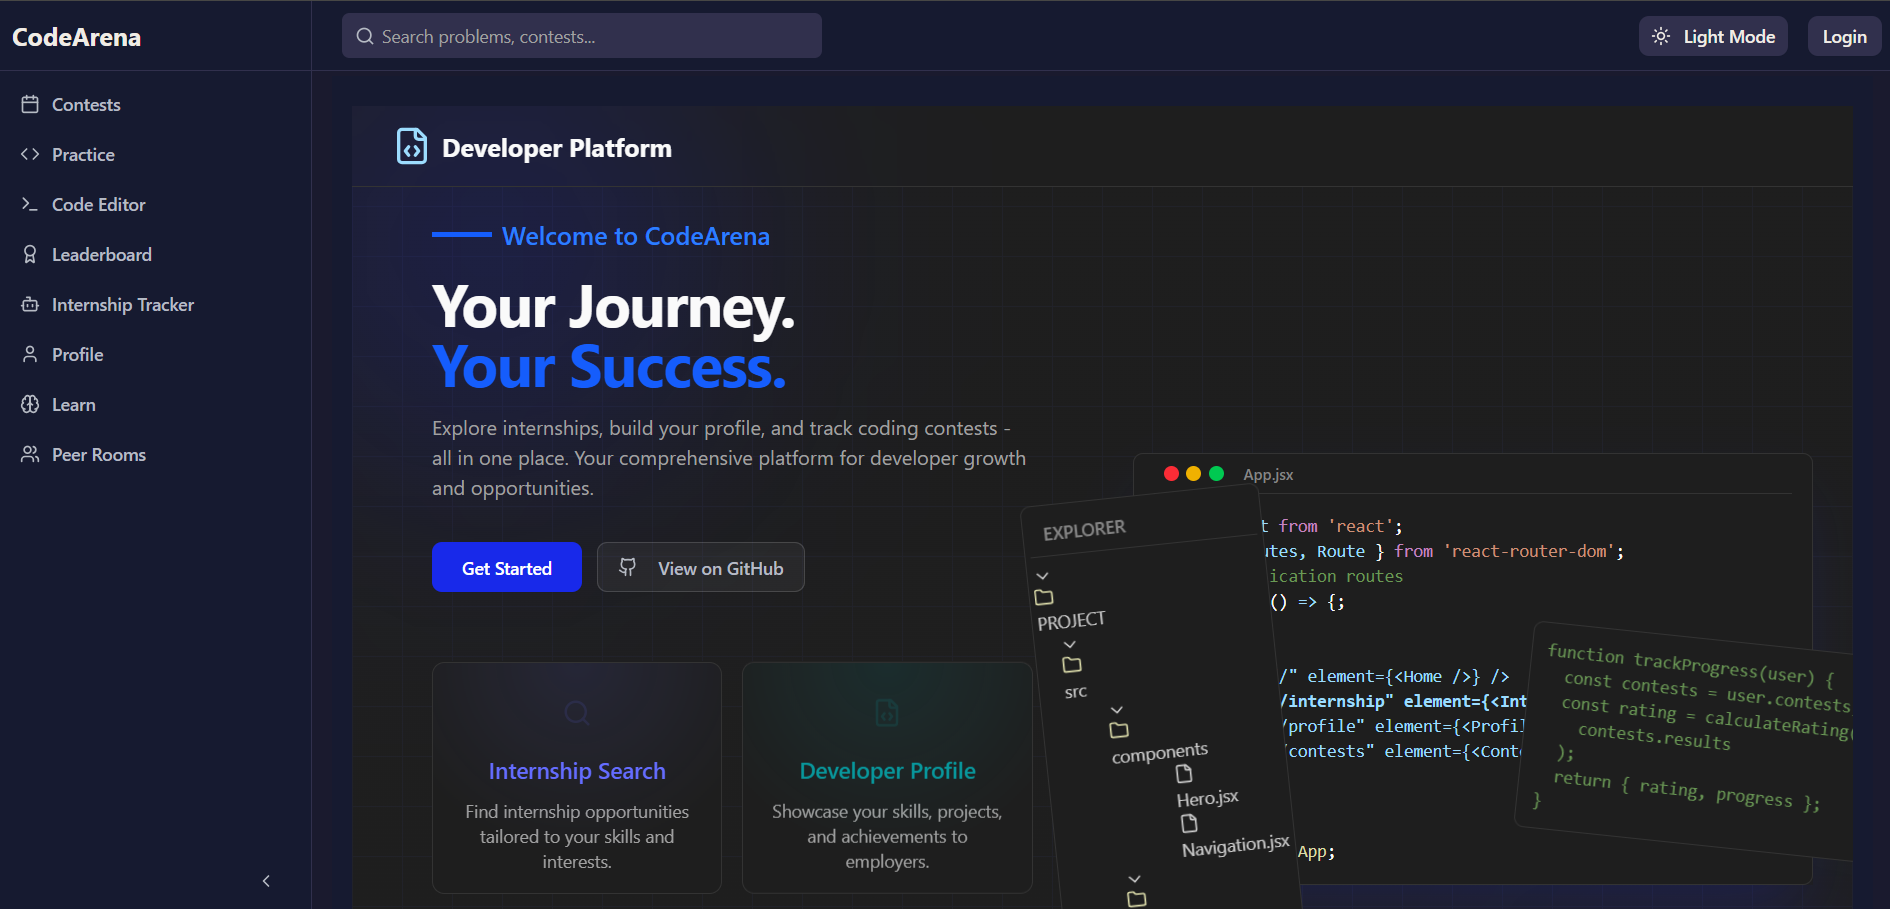 CodeArena
Search problems, contests...
Light Mode
Login
Contests
Practice
Code Editor
Leaderboard
Internship Tracker
Profile
Learn
Peer Rooms
Developer Platform
Welcome to CodeArena
Your Journey.
Your Success.
Explore internships, build your profile, and track coding contests -
all in one place. Your comprehensive platform for developer growth
and opportunities.
Get Started
View on GitHub
Internship Search
Find internship opportunities
tailored to your skills and
interests.
Developer Profile
Showcase your skills, projects,
and achievements to
employers.
EXPLORER
PROJECT
src
components
Hero.jsx
Navigation.jsx
App.jsx
t from 'react';
utes, Route } from 'react-router-dom';
ication routes
() => {;
/" element={<Home />} />
/internship" element={<Int
/profile" element={<Profil
/contests" element={<Conte
App;
function trackProgress(user) {
const contests = user.contests
const rating = calculateRating(
contests.results
);
return { rating, progress };
}